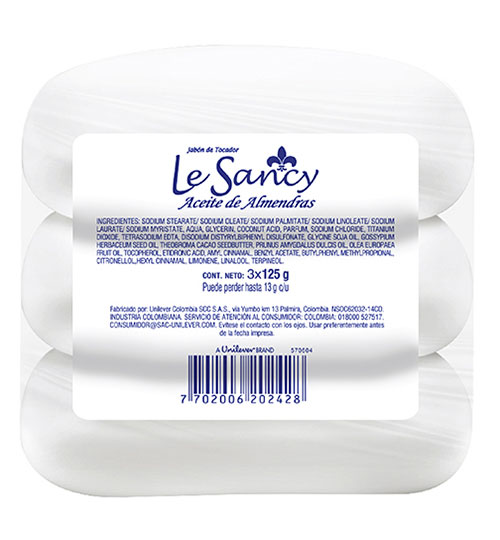 Jabón de Tocador
Le Sancy
Aceite de Almendras
INGREDIENTES: SODIUM STEARATE/ SODIUM OLEATE/ SODIUM PALMITATE/ SODIUM LINOLEATE/ SODIUM
LAURATE/ SODIUM MYRISTATE, AQUA, GLYCERIN, COCONUT ACID, PARFUM, SODIUM CHLORIDE, TITANIUM
DIOXIDE, TETRASODIUM EDTA, DISODIUM DISTYRYLBIPHENYL DISULFONATE, GLYCINE SOJA OIL, GOSSYPIUM
HERBACEUM SEED OIL, THEOBROMA CACAO SEEDBUTTER, PRUNUS AMYGDALUS DULCIS OIL, OLEA EUROPAEA
FRUIT OIL, TOCOPHEROL, ETIDRONIC ACID, AMYL CINNAMAL, BENZYL ACETATE, BUTYLPHENYL METHYLPROPIONAL,
CITRONELLOL,HEXYL CINNAMAL, LIMONENE, LINALOOL, TERPINEOL.
CONT. NETO: 3x125 g
Puede perder hasta 13 g c/u
Fabricado por: Unilever Colombia SCC S.A.S., vía Yumbo km 13 Palmira, Colombia. NSOC62032-14CO.
INDUSTRIA COLOMBIANA. SERVICIO DE ATENCIÓN AL CONSUMIDOR: COLOMBIA: 018000 527517.
CONSUMIDOR@SAC-UNILEVER.COM. Evítese el contacto con los ojos. Usar preferentemente antes
de la fecha impresa.
A Unilever BRAND 570604
7 702006 202428